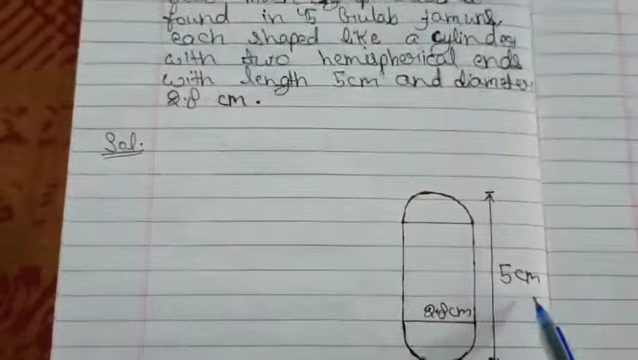 found in 45 Gulab jamuns,
each shaped like a cylinder
with two hemispherical ends
with length 5cm and diameter
2.8 cm.
Sol.
5cm
2.8cm